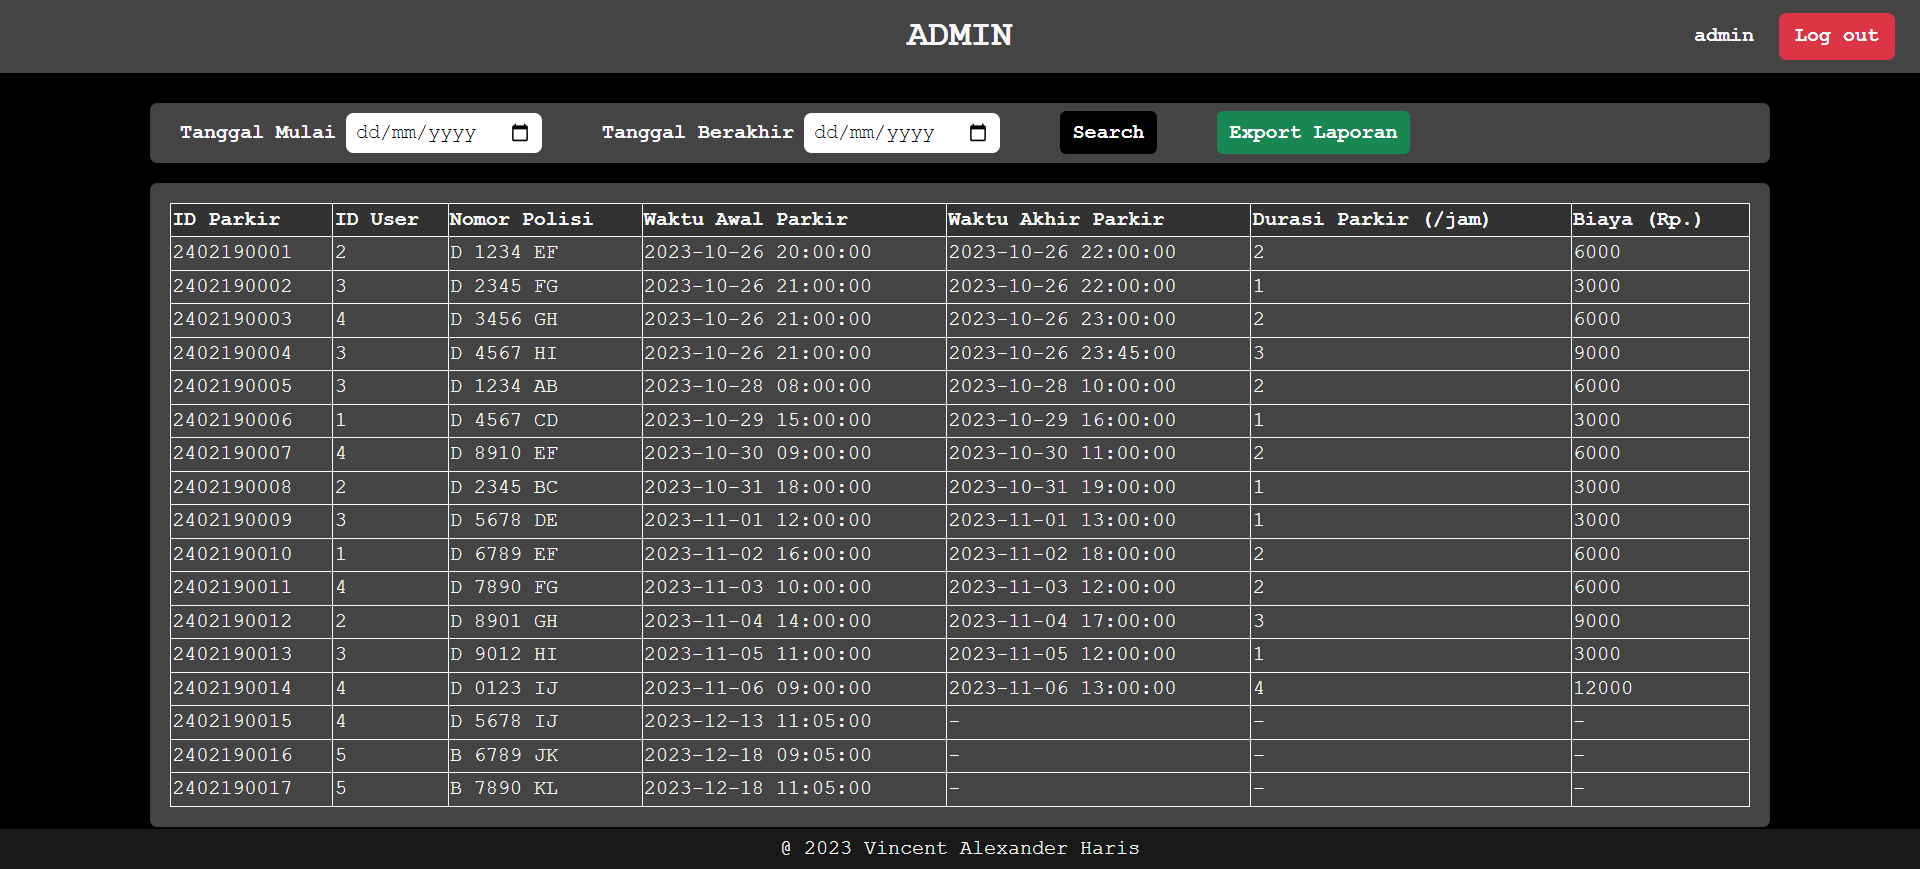 ADMIN admin Log out
Tanggal Mulai dd/mm/yyyy Tanggal Berakhir dd/mm/yyyy Search Export Laporan
ID Parkir ID User Nomor Polisi Waktu Awal Parkir Waktu Akhir Parkir Durasi Parkir (/jam) Biaya (Rp.)
2402190001 2 D 1234 EF 2023-10-26 20:00:00 2023-10-26 22:00:00 2 6000
2402190002 3 D 2345 FG 2023-10-26 21:00:00 2023-10-26 22:00:00 1 3000
2402190003 4 D 3456 GH 2023-10-26 21:00:00 2023-10-26 23:00:00 2 6000
2402190004 3 D 4567 HI 2023-10-26 21:00:00 2023-10-26 23:45:00 3 9000
2402190005 3 D 1234 AB 2023-10-28 08:00:00 2023-10-28 10:00:00 2 6000
2402190006 1 D 4567 CD 2023-10-29 15:00:00 2023-10-29 16:00:00 1 3000
2402190007 4 D 8910 EF 2023-10-30 09:00:00 2023-10-30 11:00:00 2 6000
2402190008 2 D 2345 BC 2023-10-31 18:00:00 2023-10-31 19:00:00 1 3000
2402190009 3 D 5678 DE 2023-11-01 12:00:00 2023-11-01 13:00:00 1 3000
2402190010 1 D 6789 EF 2023-11-02 16:00:00 2023-11-02 18:00:00 2 6000
2402190011 4 D 7890 FG 2023-11-03 10:00:00 2023-11-03 12:00:00 2 6000
2402190012 2 D 8901 GH 2023-11-04 14:00:00 2023-11-04 17:00:00 3 9000
2402190013 3 D 9012 HI 2023-11-05 11:00:00 2023-11-05 12:00:00 1 3000
2402190014 4 D 0123 IJ 2023-11-06 09:00:00 2023-11-06 13:00:00 4 12000
2402190015 4 D 5678 IJ 2023-12-13 11:05:00 - - -
2402190016 5 B 6789 JK 2023-12-18 09:05:00 - - -
2402190017 5 B 7890 KL 2023-12-18 11:05:00 - - -
@ 2023 Vincent Alexander Haris